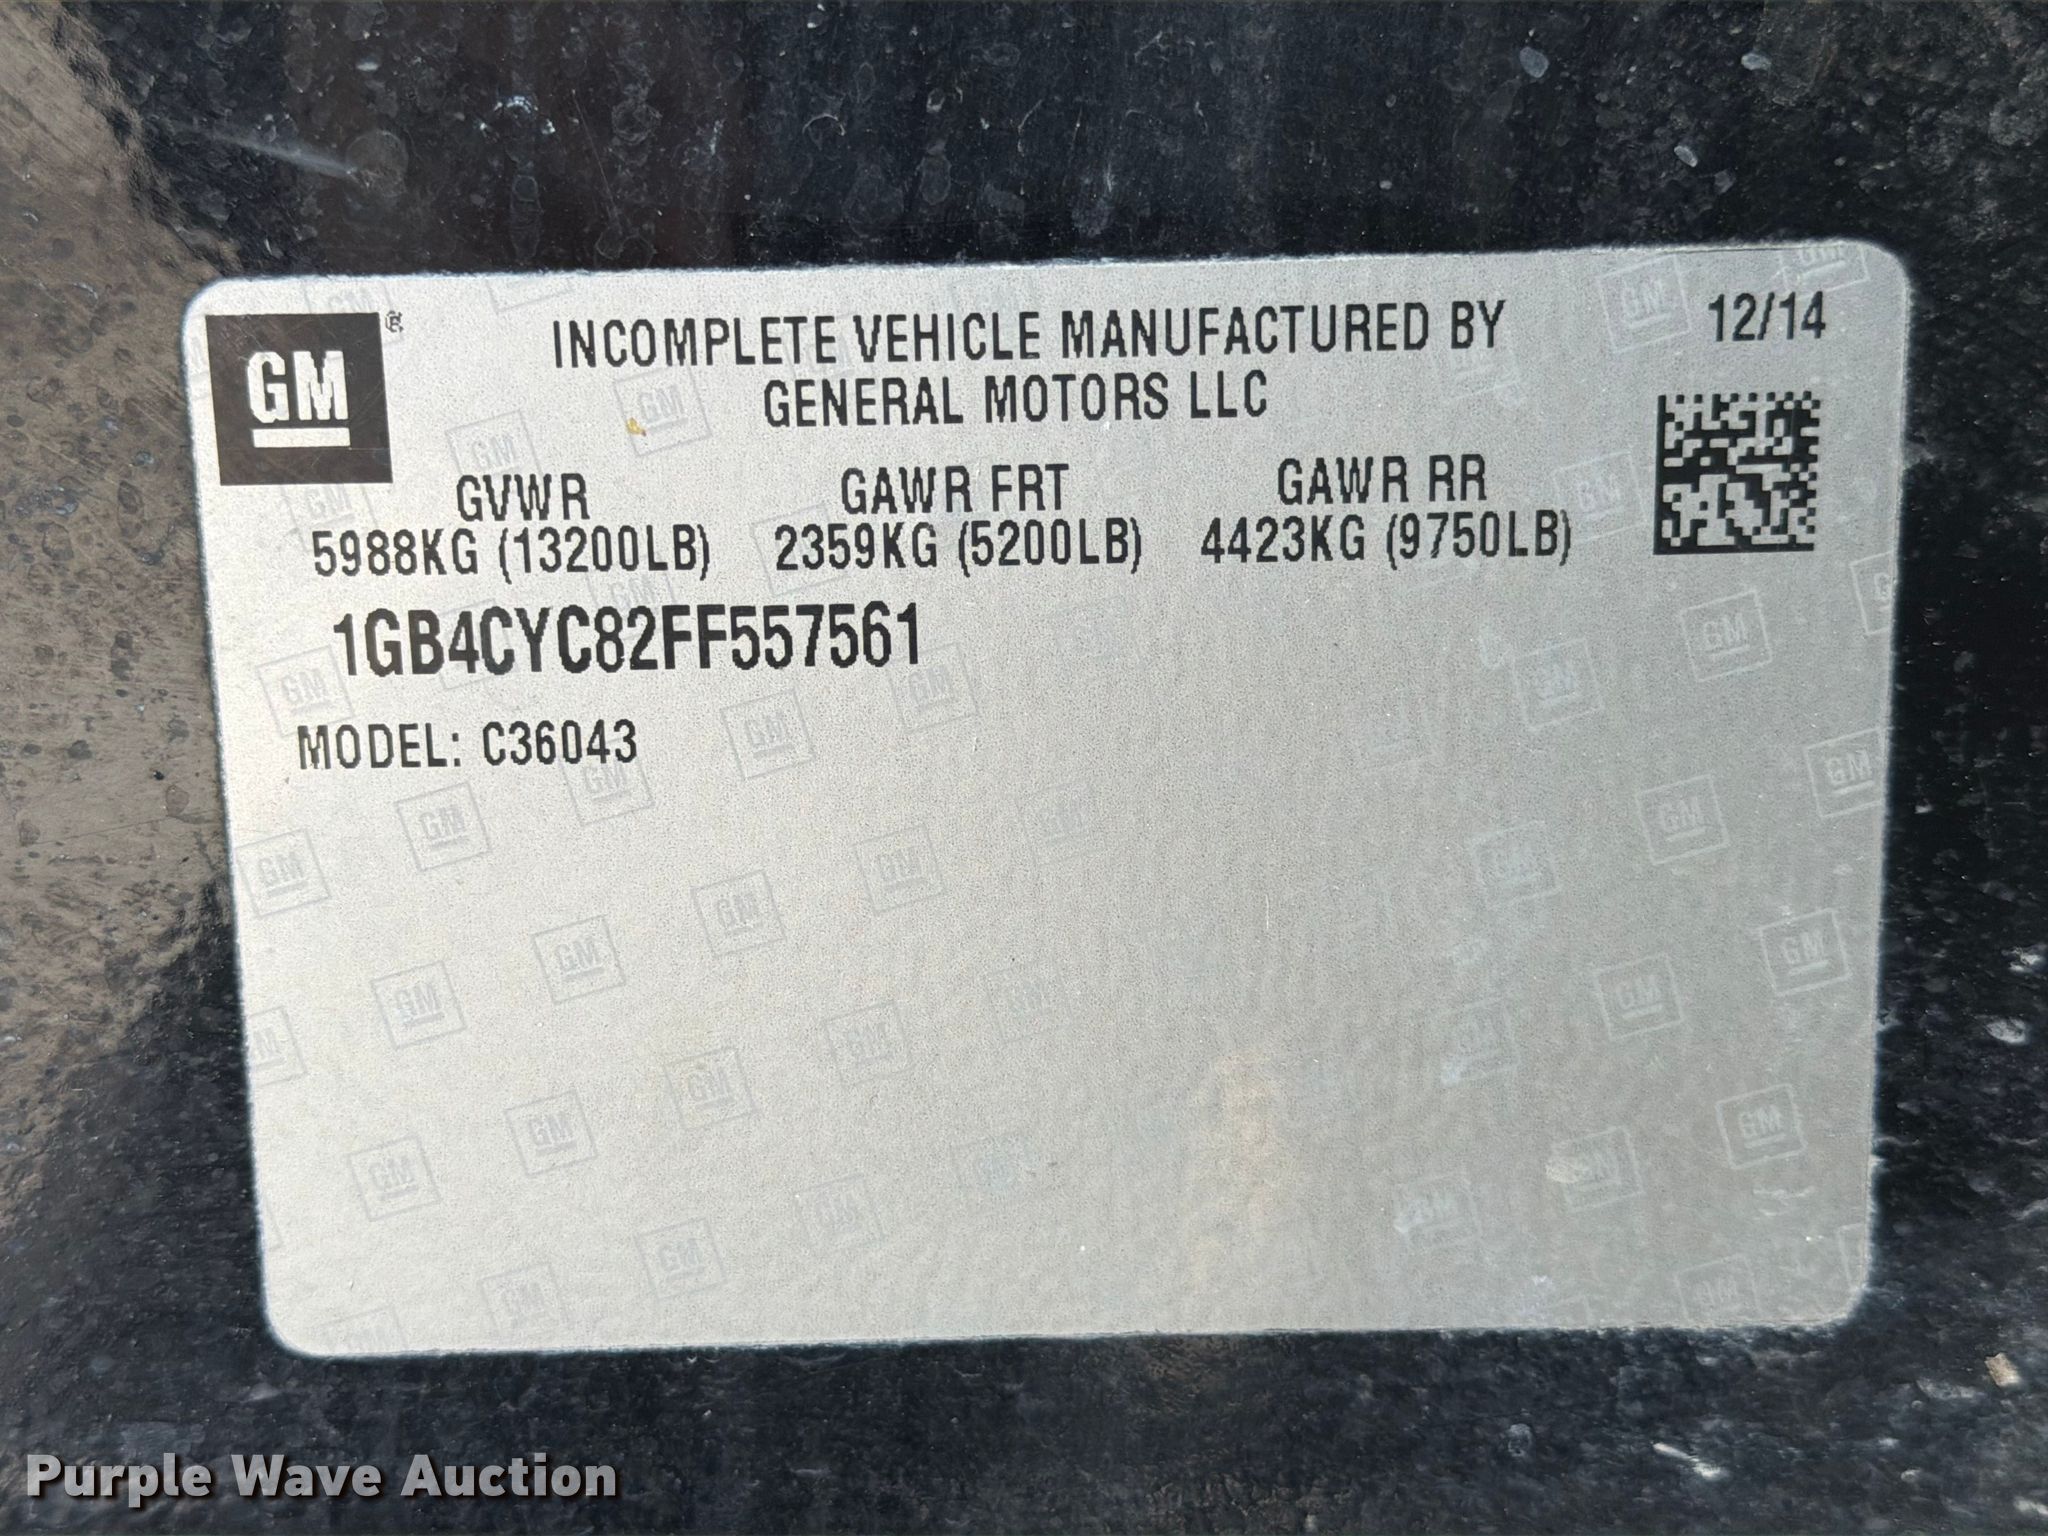 GM ®
INCOMPLETE VEHICLE MANUFACTURED BY
GENERAL MOTORS LLC
12/14
GVWR
5988KG (13200LB)
GAWR FRT
2359KG (5200LB)
GAWR RR
4423KG (9750LB)
1GB4CYC82FF557561
MODEL: C36043
Purple Wave Auction